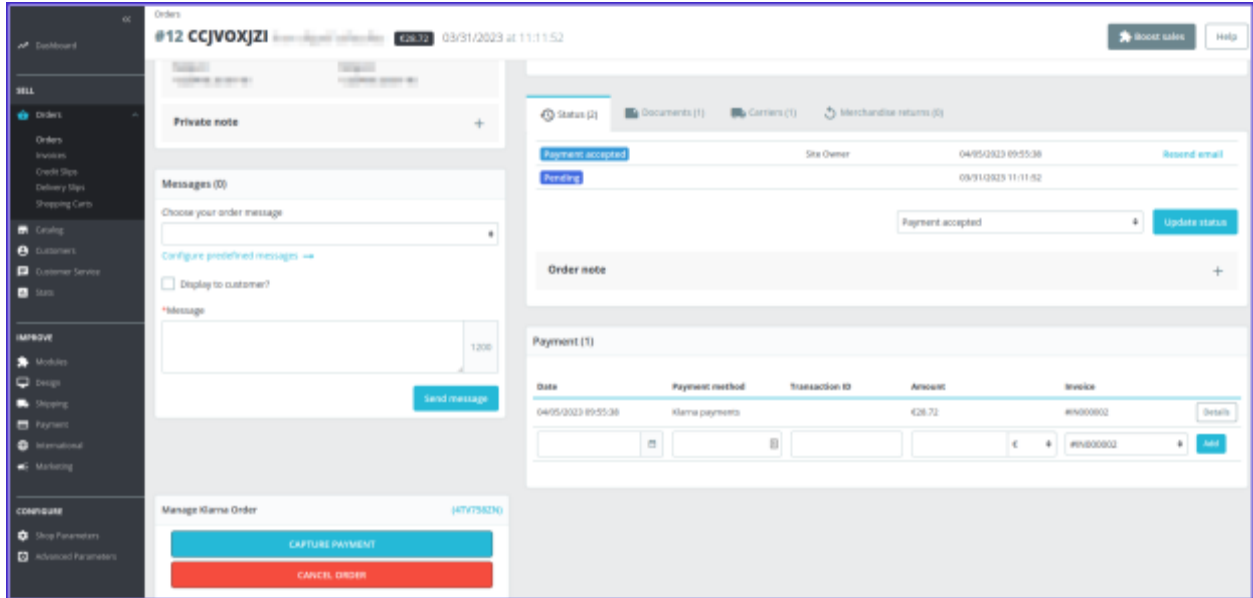 «
Dashboard
SELL
Orders
Orders
Invoices
Credit Slips
Delivery Slips
Shopping Carts
Catalog
Customers
Customer Service
Stats
IMPROVE
Modules
Design
Shipping
Payment
International
Marketing
CONFIGURE
Shop Parameters
Advanced Parameters
Orders
#12 CCJVOXJZI €28.72 03/31/2023 at 11:11:52
Boost sales
Help
Private note +
Messages (0)
Choose your order message
Configure predefined messages →
Display to customer?
*Message
1200
Send message
Manage Klarna Order
CAPTURE PAYMENT
CANCEL ORDER
Status (2) Documents (1) Carriers (1) Merchandise returns (0)
Payment accepted Site Owner 04/05/2023 09:55:38 Resend email
Pending 03/31/2023 11:11:52
Payment accepted Update status
Order note +
Payment (1)
Date Payment method Transaction ID Amount Invoice
04/05/2023 09:55:38 Klarna payments €28.72 #IN000002 Details
€ #IN000002 Add